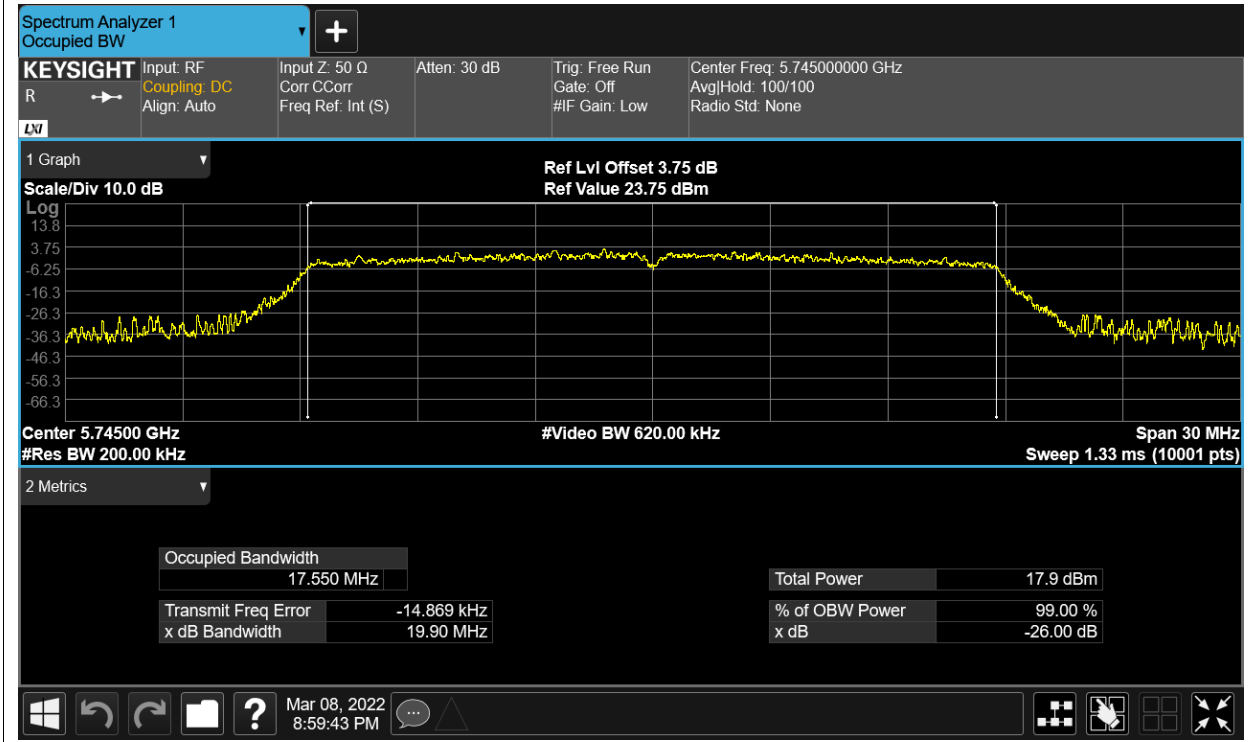 Spectrum Analyzer 1
Occupied BW
KEYSIGHT
R
LXI
Input: RF
Coupling: DC
Align: Auto
Input Z: 50 Ω
Corr CCorr
Freq Ref: Int (S)
Atten: 30 dB
Trig: Free Run
Gate: Off
#IF Gain: Low
Center Freq: 5.745000000 GHz
Avg|Hold: 100/100
Radio Std: None
1 Graph
Ref Lvl Offset 3.75 dB
Scale/Div 10.0 dB
Ref Value 23.75 dBm
Log
13.8
3.75
-6.25
-16.3
-26.3
-36.3
-46.3
-56.3
-66.3
Center 5.74500 GHz
#Video BW 620.00 kHz
Span 30 MHz
#Res BW 200.00 kHz
Sweep 1.33 ms (10001 pts)
2 Metrics
Occupied Bandwidth
17.550 MHz
Total Power 17.9 dBm
Transmit Freq Error -14.869 kHz
% of OBW Power 99.00 %
x dB Bandwidth 19.90 MHz
x dB -26.00 dB
?
Mar 08, 2022
8:59:43 PM